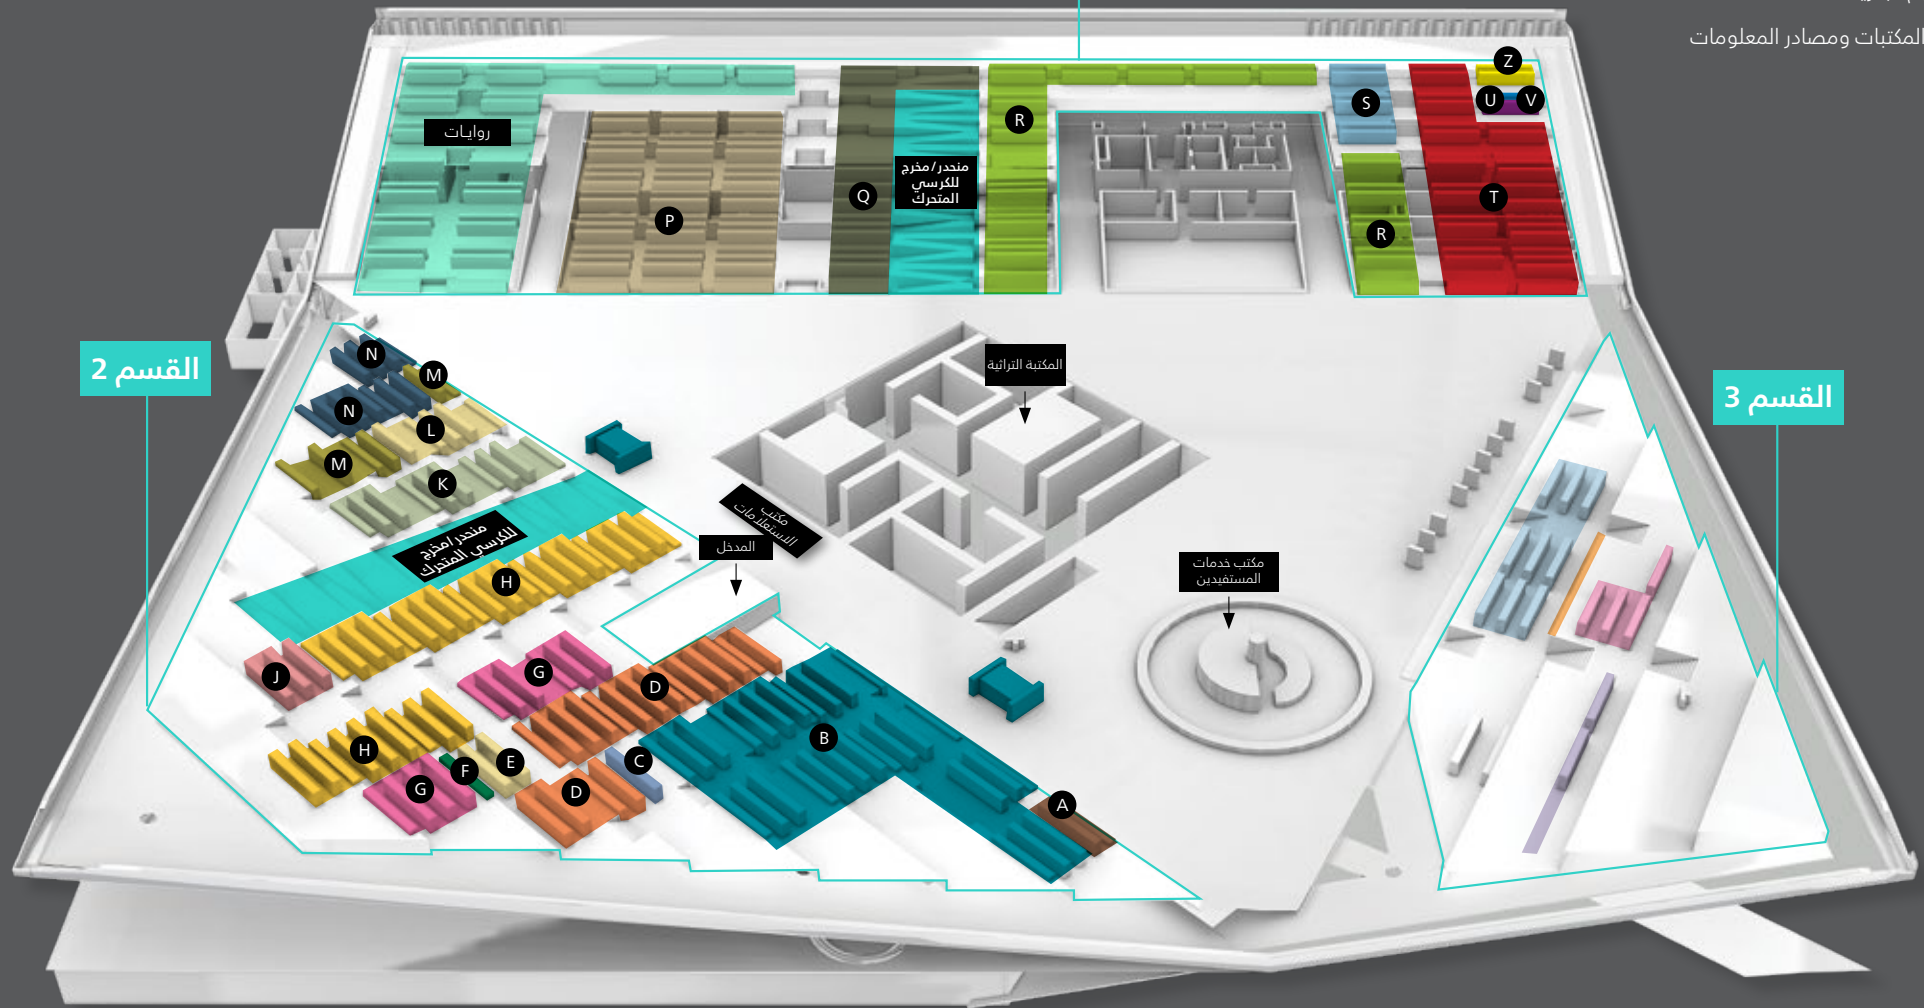 المكتبات ومصادر المعلومات
Z
U
V
S
R
T
R
روايـات
P
Q
منحدر/مخرج
للكرسي
المتحرك
القسم 2
القسم 3
N
M
N
L
M
K
المكتبة التراثية
مكتب
الاستعلامات
المدخل
منحدر/مخرج
للكرسي المتحرك
H
مكتب خدمات
المستفيدين
J
G
D
H
B
E
F
C
G
D
A